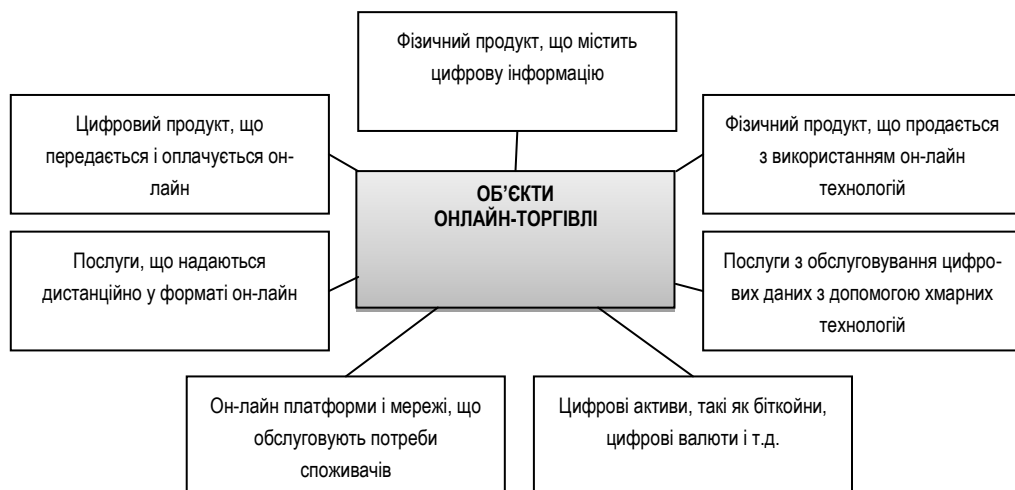 Фізичний продукт, що містить
цифрову інформацію
Цифровий продукт, що
передається і оплачується он-
лайн
Фізичний продукт, що продається
з використанням он-лайн
технологій
ОБ’ЄКТИ
ОНЛАЙН-ТОРГІВЛІ
Послуги, що надаються
дистанційно у форматі он-лайн
Послуги з обслуговування цифро-
вих даних з допомогою хмарних
технологій
Он-лайн платформи і мережі, що
обслуговують потреби
споживачів
Цифрові активи, такі як біткойни,
цифрові валюти і т.д.